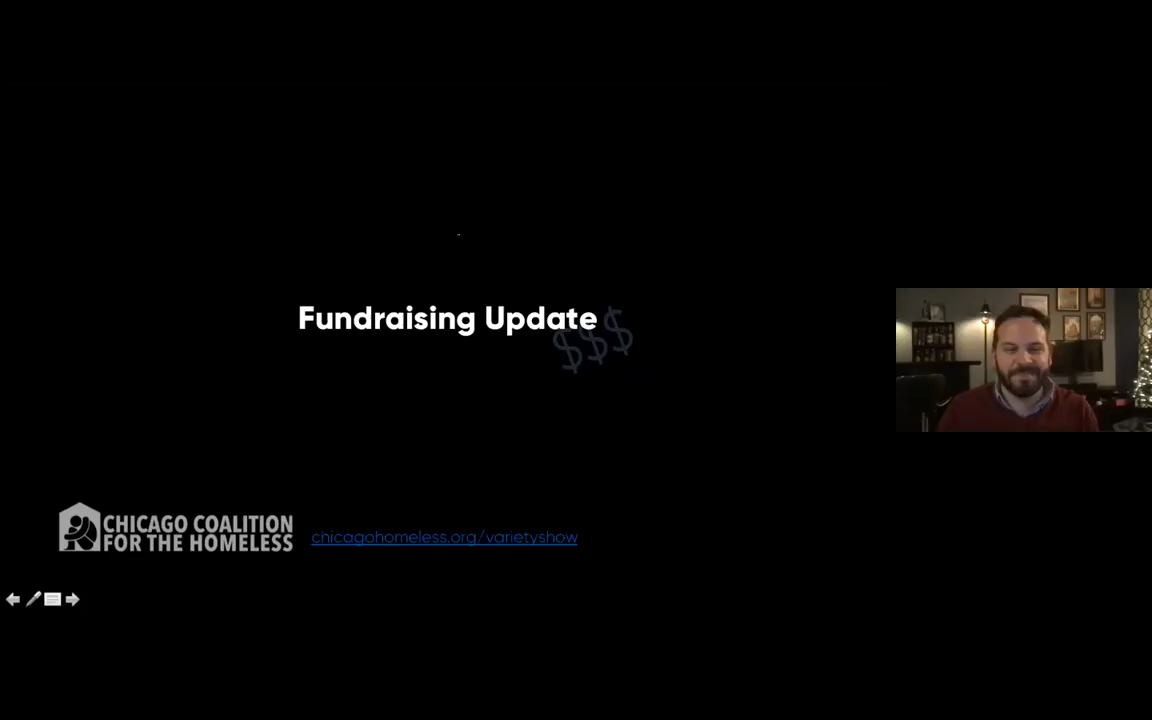 Fundraising Update
$$$
CHICAGO COALITION
FOR THE HOMELESS
chicagohomeless.org/varietyshow